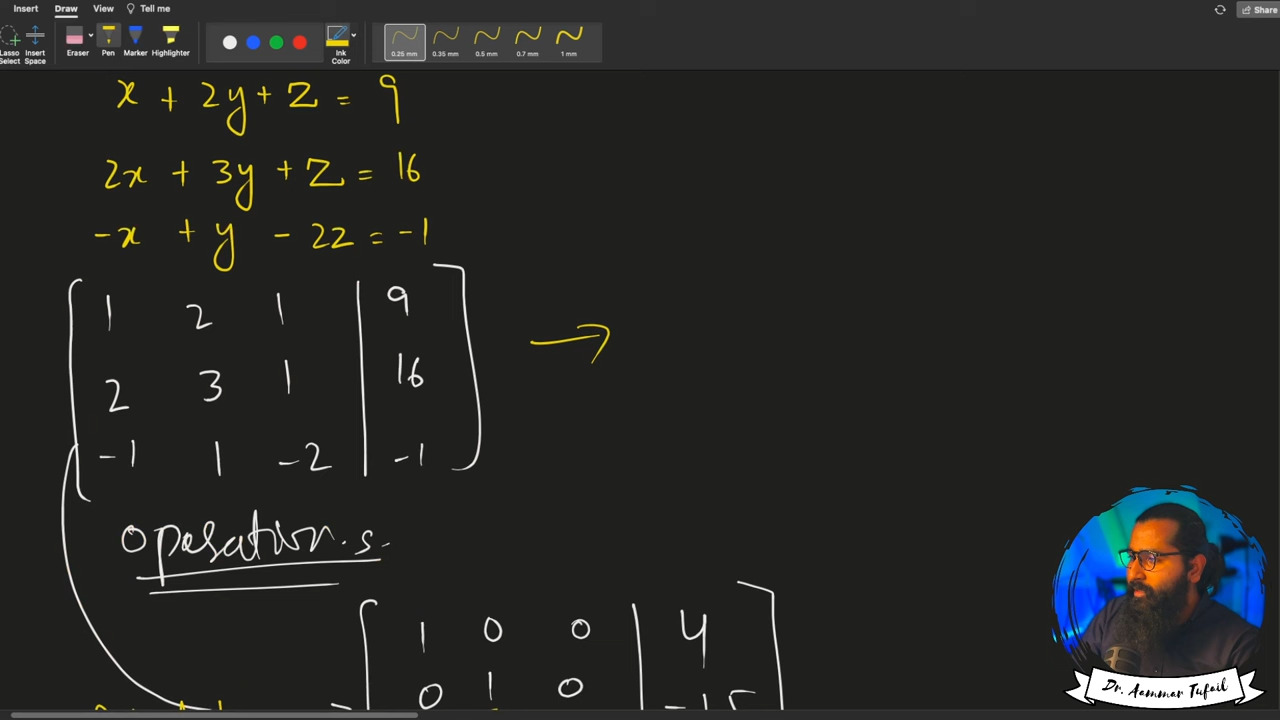 Insert Draw View Tell me
Share
Lasso Select Insert Space Eraser Pen Marker Highlighter Ink Color 0.25 mm 0.35 mm 0.5 mm 0.7 mm 1 mm
x + 2y + z = 9
2x + 3y + z = 16
-x + y - 2z = -1
1 2 1 | 9
2 3 1 | 16
-1 1 -2 | -1
operation.s.
1 0 0 | 4
0 1 0
Dr. Aammar Tufail